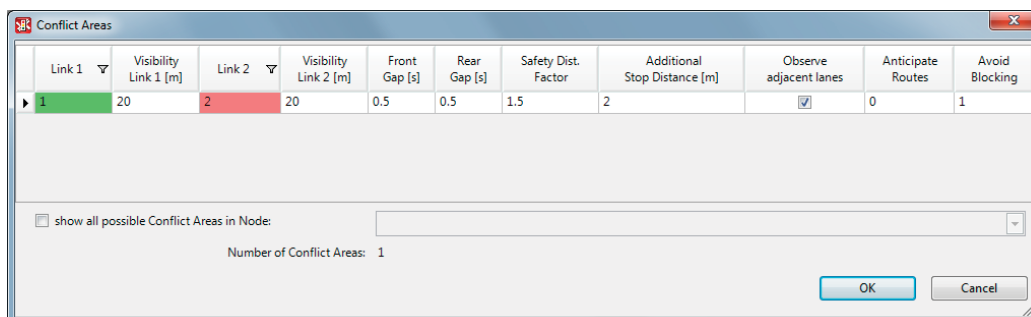 Conflict Areas
Link 1 Visibility Link 1 [m] Link 2 Visibility Link 2 [m] Front Gap [s] Rear Gap [s] Safety Dist. Factor Additional Stop Distance [m] Observe adjacent lanes Anticipate Routes Avoid Blocking
1 20 2 20 0.5 0.5 1.5 2 0 1
show all possible Conflict Areas in Node:
Number of Conflict Areas: 1
OK Cancel